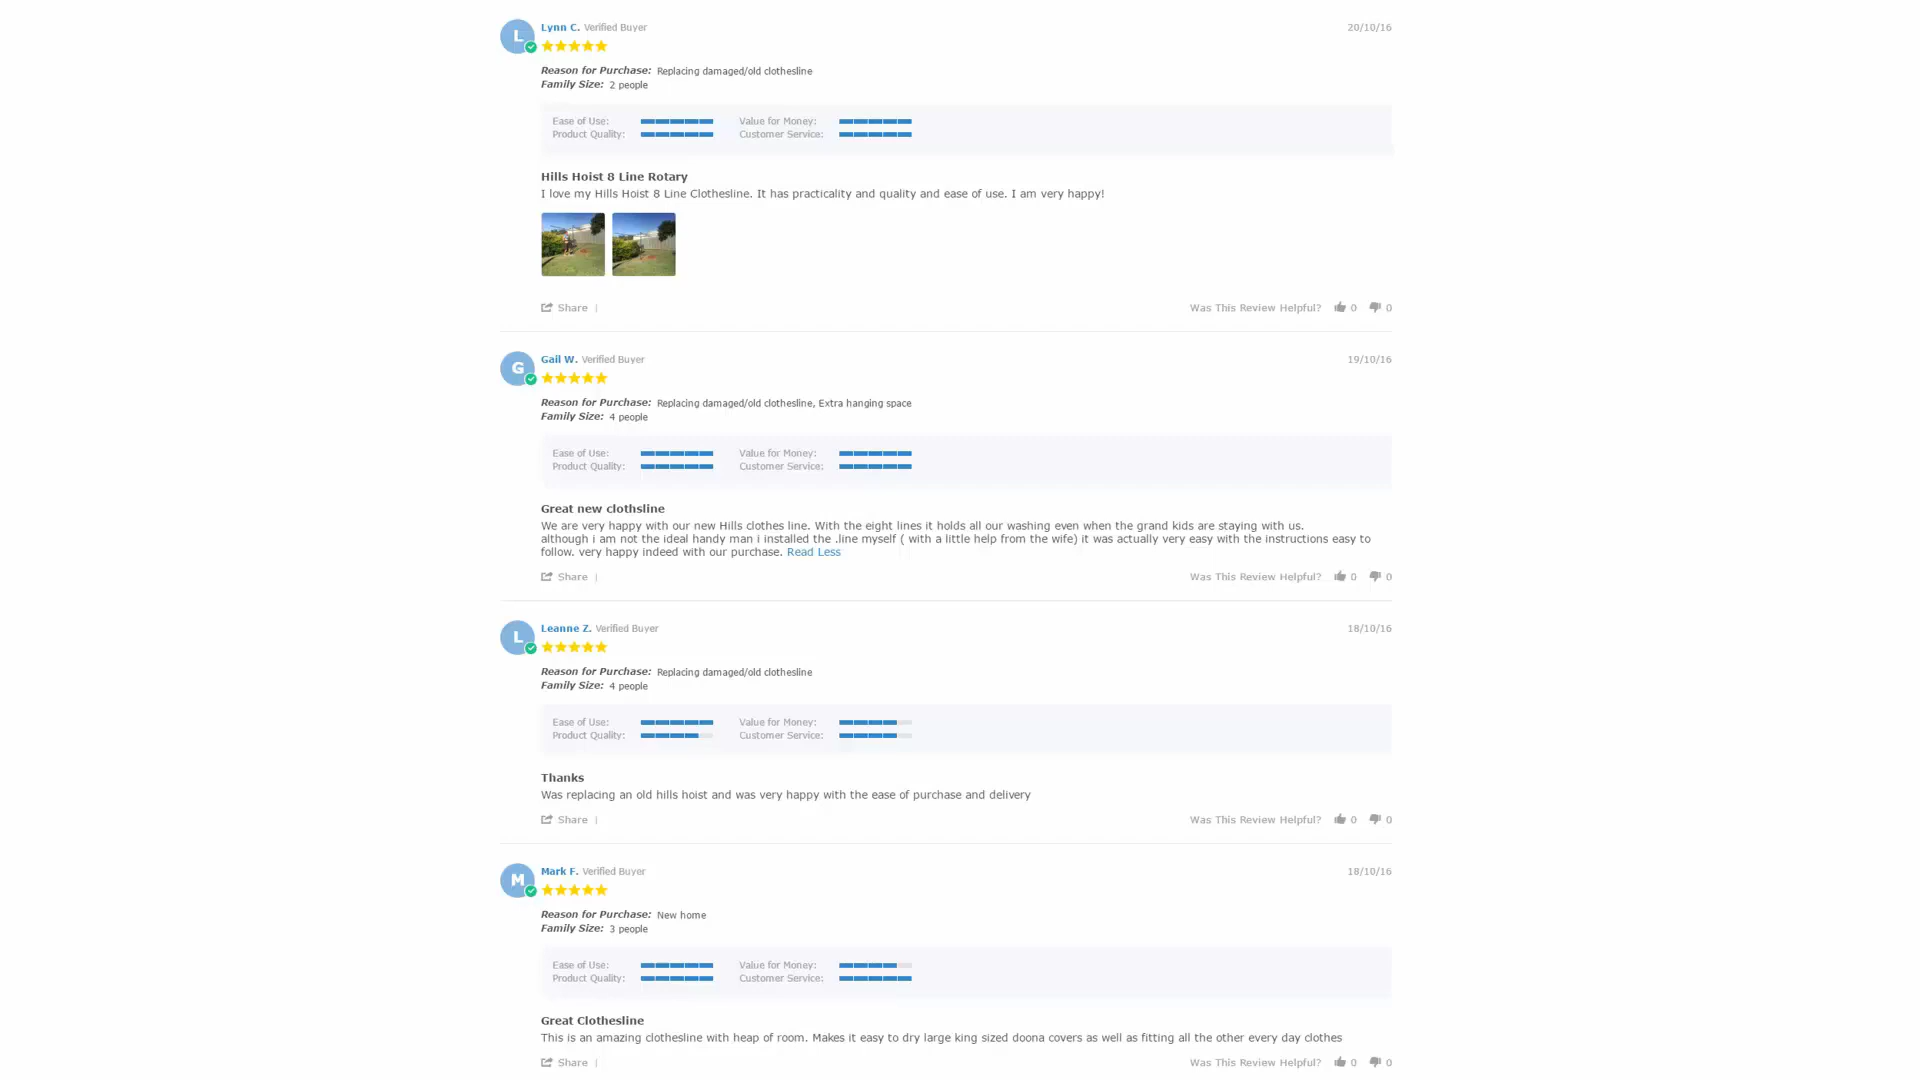 L
Lynn C. Verified Buyer
20/10/16
Reason for Purchase: Replacing damaged/old clothesline
Family Size: 2 people
Ease of Use:
Value for Money:
Product Quality:
Customer Service:
Hills Hoist 8 Line Rotary
I love my Hills Hoist 8 Line Clothesline. It has practicality and quality and ease of use. I am very happy!
Share |
Was This Review Helpful? 0 0
G
Gail W. Verified Buyer
19/10/16
Reason for Purchase: Replacing damaged/old clothesline, Extra hanging space
Family Size: 4 people
Ease of Use:
Value for Money:
Product Quality:
Customer Service:
Great new clothsline
We are very happy with our new Hills clothes line. With the eight lines it holds all our washing even when the grand kids are staying with us.
although i am not the ideal handy man i installed the .line myself ( with a little help from the wife) it was actually very easy with the instructions easy to
follow. very happy indeed with our purchase. Read Less
Share |
Was This Review Helpful? 0 0
L
Leanne Z. Verified Buyer
18/10/16
Reason for Purchase: Replacing damaged/old clothesline
Family Size: 4 people
Ease of Use:
Value for Money:
Product Quality:
Customer Service:
Thanks
Was replacing an old hills hoist and was very happy with the ease of purchase and delivery
Share |
Was This Review Helpful? 0 0
M
Mark F. Verified Buyer
18/10/16
Reason for Purchase: New home
Family Size: 3 people
Ease of Use:
Value for Money:
Product Quality:
Customer Service:
Great Clothesline
This is an amazing clothesline with heap of room. Makes it easy to dry large king sized doona covers as well as fitting all the other every day clothes
Share |
Was This Review Helpful? 0 0